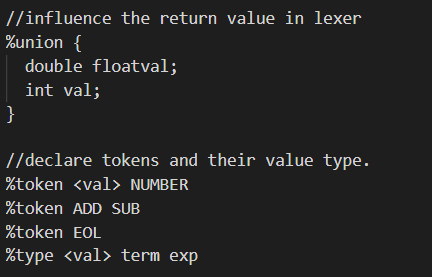 //influence the return value in lexer
%union {
  double floatval;
  int val;
}

//declare tokens and their value type.
%token <val> NUMBER
%token ADD SUB
%token EOL
%type <val> term exp